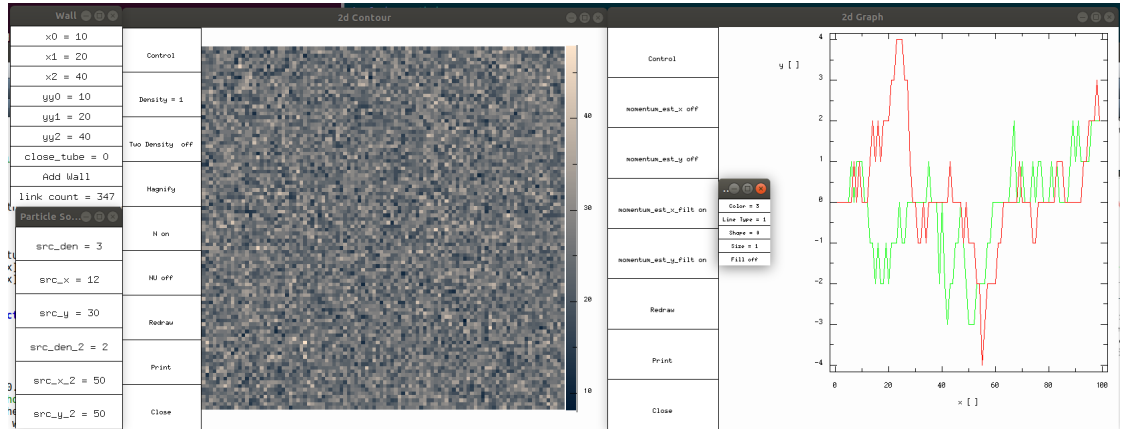 Wall
x0 = 10
x1 = 20
x2 = 40
yy0 = 10
yy1 = 20
yy2 = 40
close_tube = 0
Add Wall
link count = 347
Particle So...
src_den = 3
src_x = 12
src_y = 30
src_den_2 = 2
src_x_2 = 50
src_y_2 = 50
2d Contour
Control
Density = 1
Two Density off
Magnify
N on
NU off
Redraw
Print
Close
40
30
20
10
2d Graph
Control
momentum_est_x off
momentum_est_y off
momentum_est_x_filt on
momentum_est_y_filt on
Redraw
Print
Close
...
Color = 3
Line Type = 1
Shape = 0
Size = 1
Fill off
y [ ]
4
3
2
1
0
-1
-2
-3
-4
0 20 40 60 80 100
x [ ]